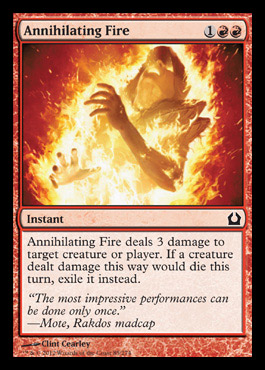 Annihilating Fire 1
Instant
Annihilating Fire deals 3 damage to
target creature or player. If a creature
dealt damage this way would die this
turn, exile it instead.
“The most impressive performances can
be done only once.”
—Mote, Rakdos madcap
Clint Cearley